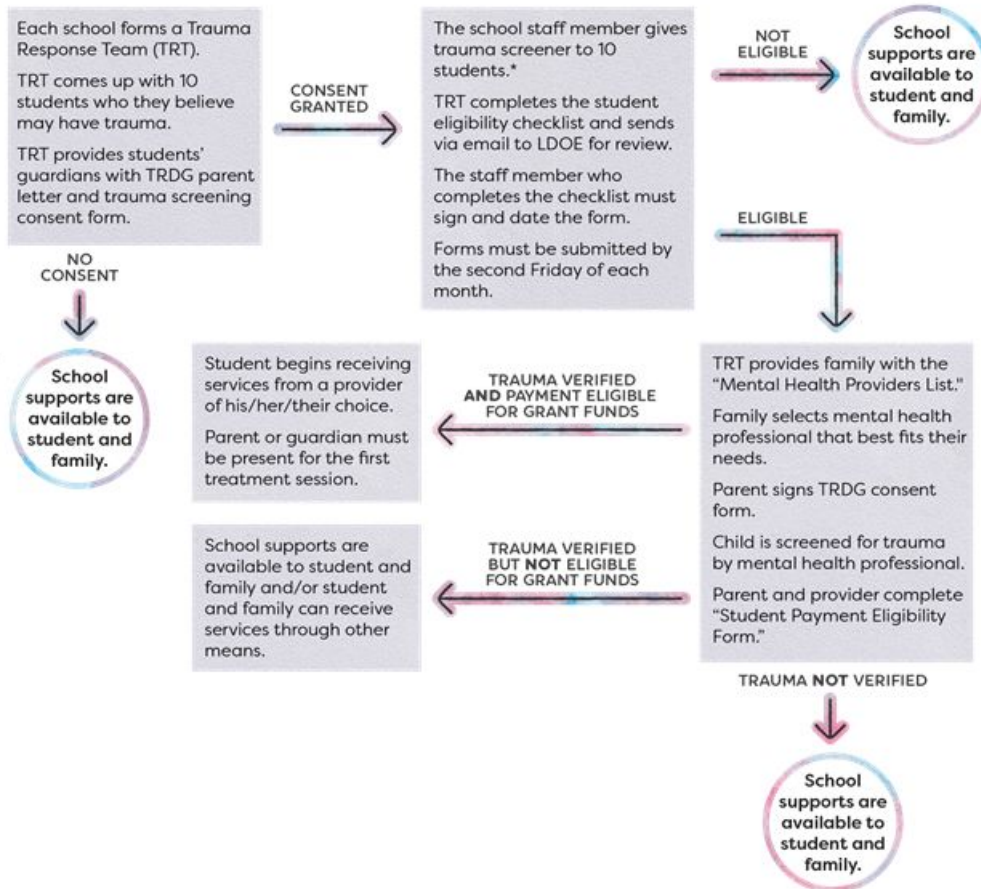 Each school forms a Trauma
Response Team (TRT).
TRT comes up with 10
students who they believe
may have trauma.
TRT provides students’
guardians with TRDG parent
letter and trauma screening
consent form.
CONSENT
GRANTED
The school staff member gives
trauma screener to 10
students.*
TRT completes the student
eligibility checklist and sends
via email to LDOE for review.
The staff member who
completes the checklist must
sign and date the form.
Forms must be submitted by
the second Friday of each
month.
NOT
ELIGIBLE
School
supports are
available to
student and
family.
ELIGIBLE
NO
CONSENT
School
supports are
available to
student and
family.
TRT provides family with the
“Mental Health Providers List."
Family selects mental health
professional that best fits their
needs.
Parent signs TRDG consent
form.
Child is screened for trauma
by mental health professional.
Parent and provider complete
“Student Payment Eligibility
Form.”
TRAUMA VERIFIED
AND PAYMENT ELIGIBLE
FOR GRANT FUNDS
Student begins receiving
services from a provider
of his/her/their choice.
Parent or guardian must
be present for the first
treatment session.
TRAUMA VERIFIED
BUT NOT ELIGIBLE
FOR GRANT FUNDS
School supports are
available to student and
family and/or student
and family can receive
services through other
means.
TRAUMA NOT VERIFIED
School
supports are
available to
student and
family.